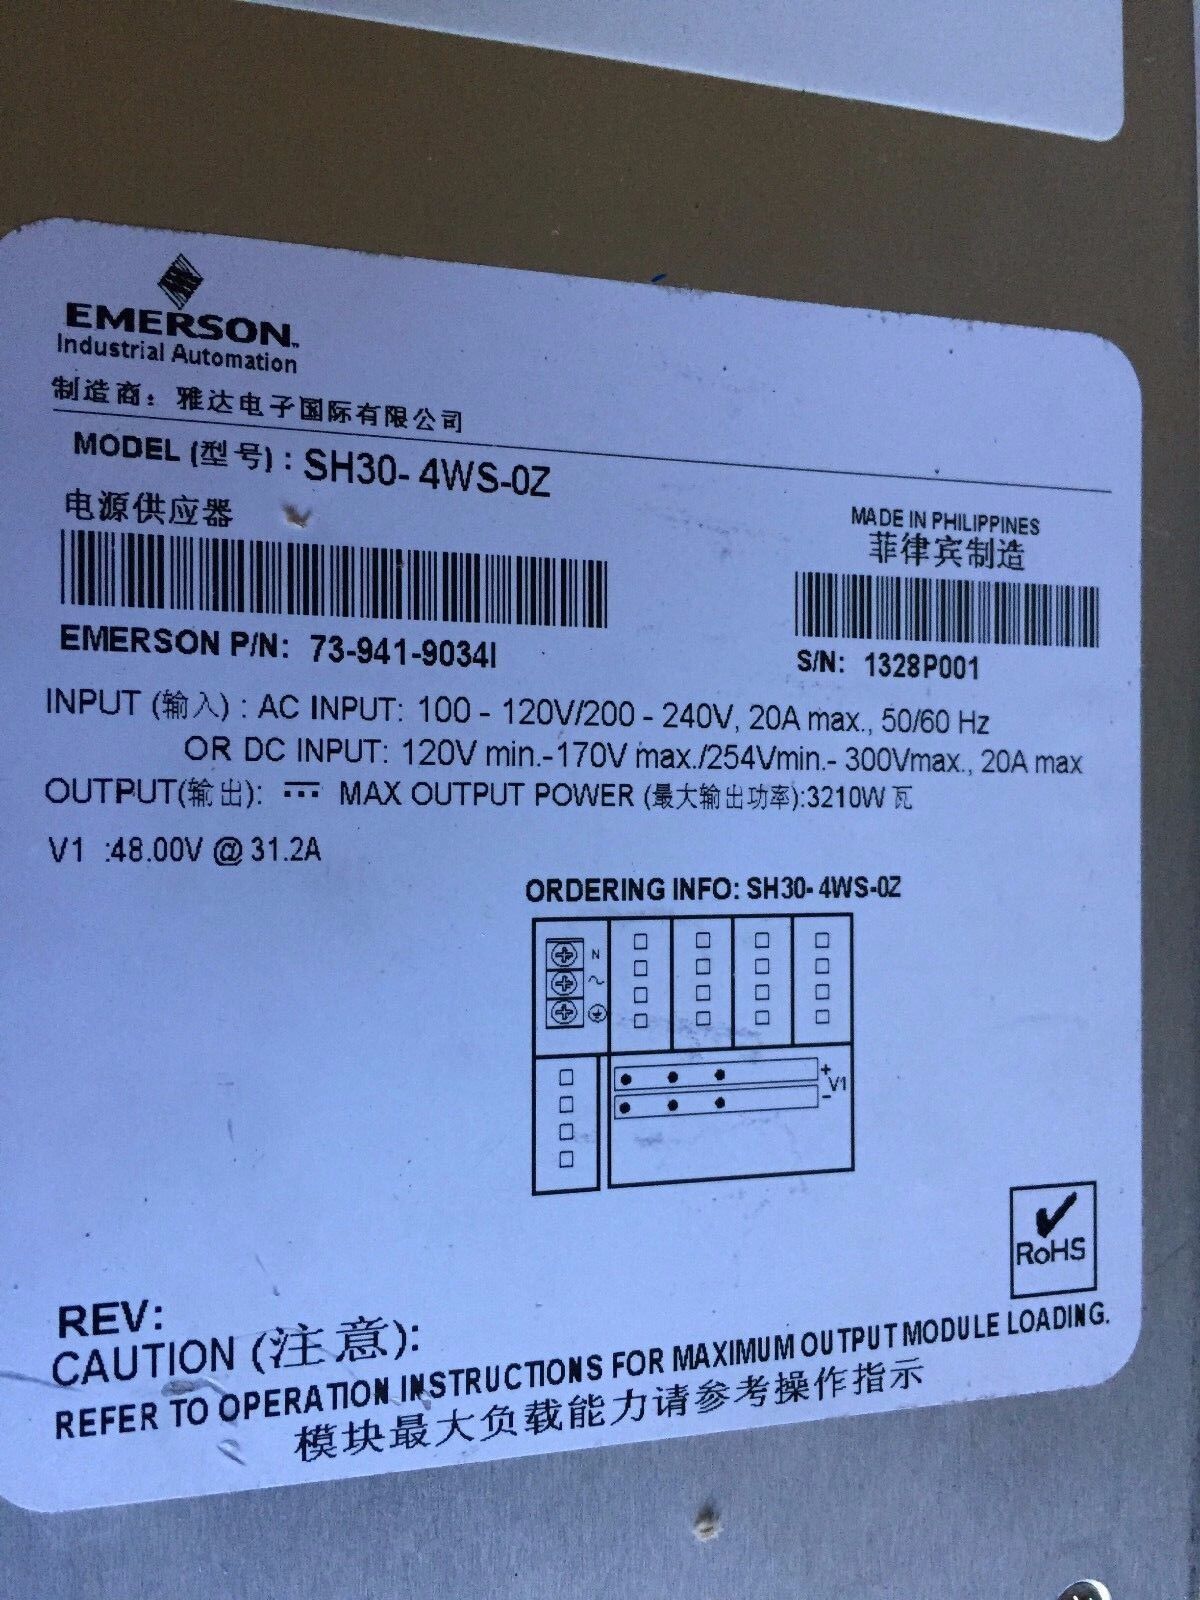 EMERSON™
Industrial Automation
制造商：雅达电子国际有限公司
MODEL (型号) : SH30- 4WS-0Z
电源供应器
MADE IN PHILIPPINES
菲律宾制造
EMERSON P/N: 73-941-9034I
S/N: 1328P001
INPUT (输入) : AC INPUT: 100 - 120V/200 - 240V, 20A max., 50/60 Hz
OR DC INPUT: 120V min.-170V max./254Vmin.- 300Vmax., 20A max
OUTPUT(输出): MAX OUTPUT POWER (最大输出功率):3210W 瓦
V1 :48.00V @ 31.2A
ORDERING INFO: SH30- 4WS-0Z
N
+
V1
-
RoHS
REV:
CAUTION (注意):
REFER TO OPERATION INSTRUCTIONS FOR MAXIMUM OUTPUT MODULE LOADING.
模块最大负载能力请参考操作指示